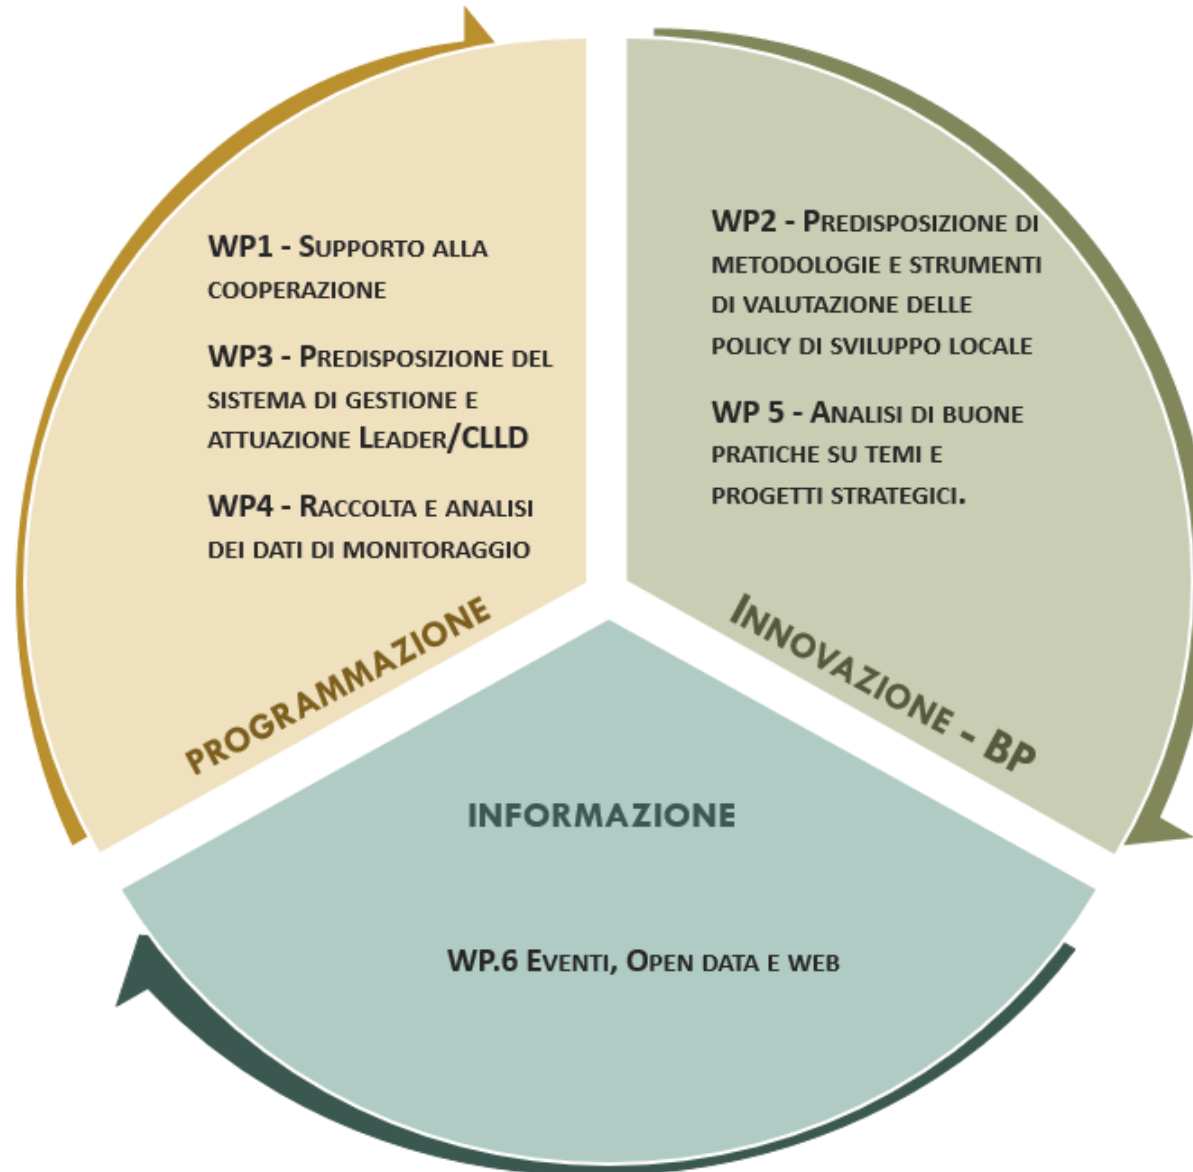 WP1 - Supporto alla
cooperazione
WP3 - Predisposizione del
sistema di gestione e
attuazione Leader/CLLD
WP4 - Raccolta e analisi
dei dati di monitoraggio
PROGRAMMAZIONE
WP2 - Predisposizione di
metodologie e strumenti
di valutazione delle
policy di sviluppo locale
WP 5 - Analisi di buone
pratiche su temi e
progetti strategici.
Innovazione - BP
INFORMAZIONE
WP.6 Eventi, Open data e web